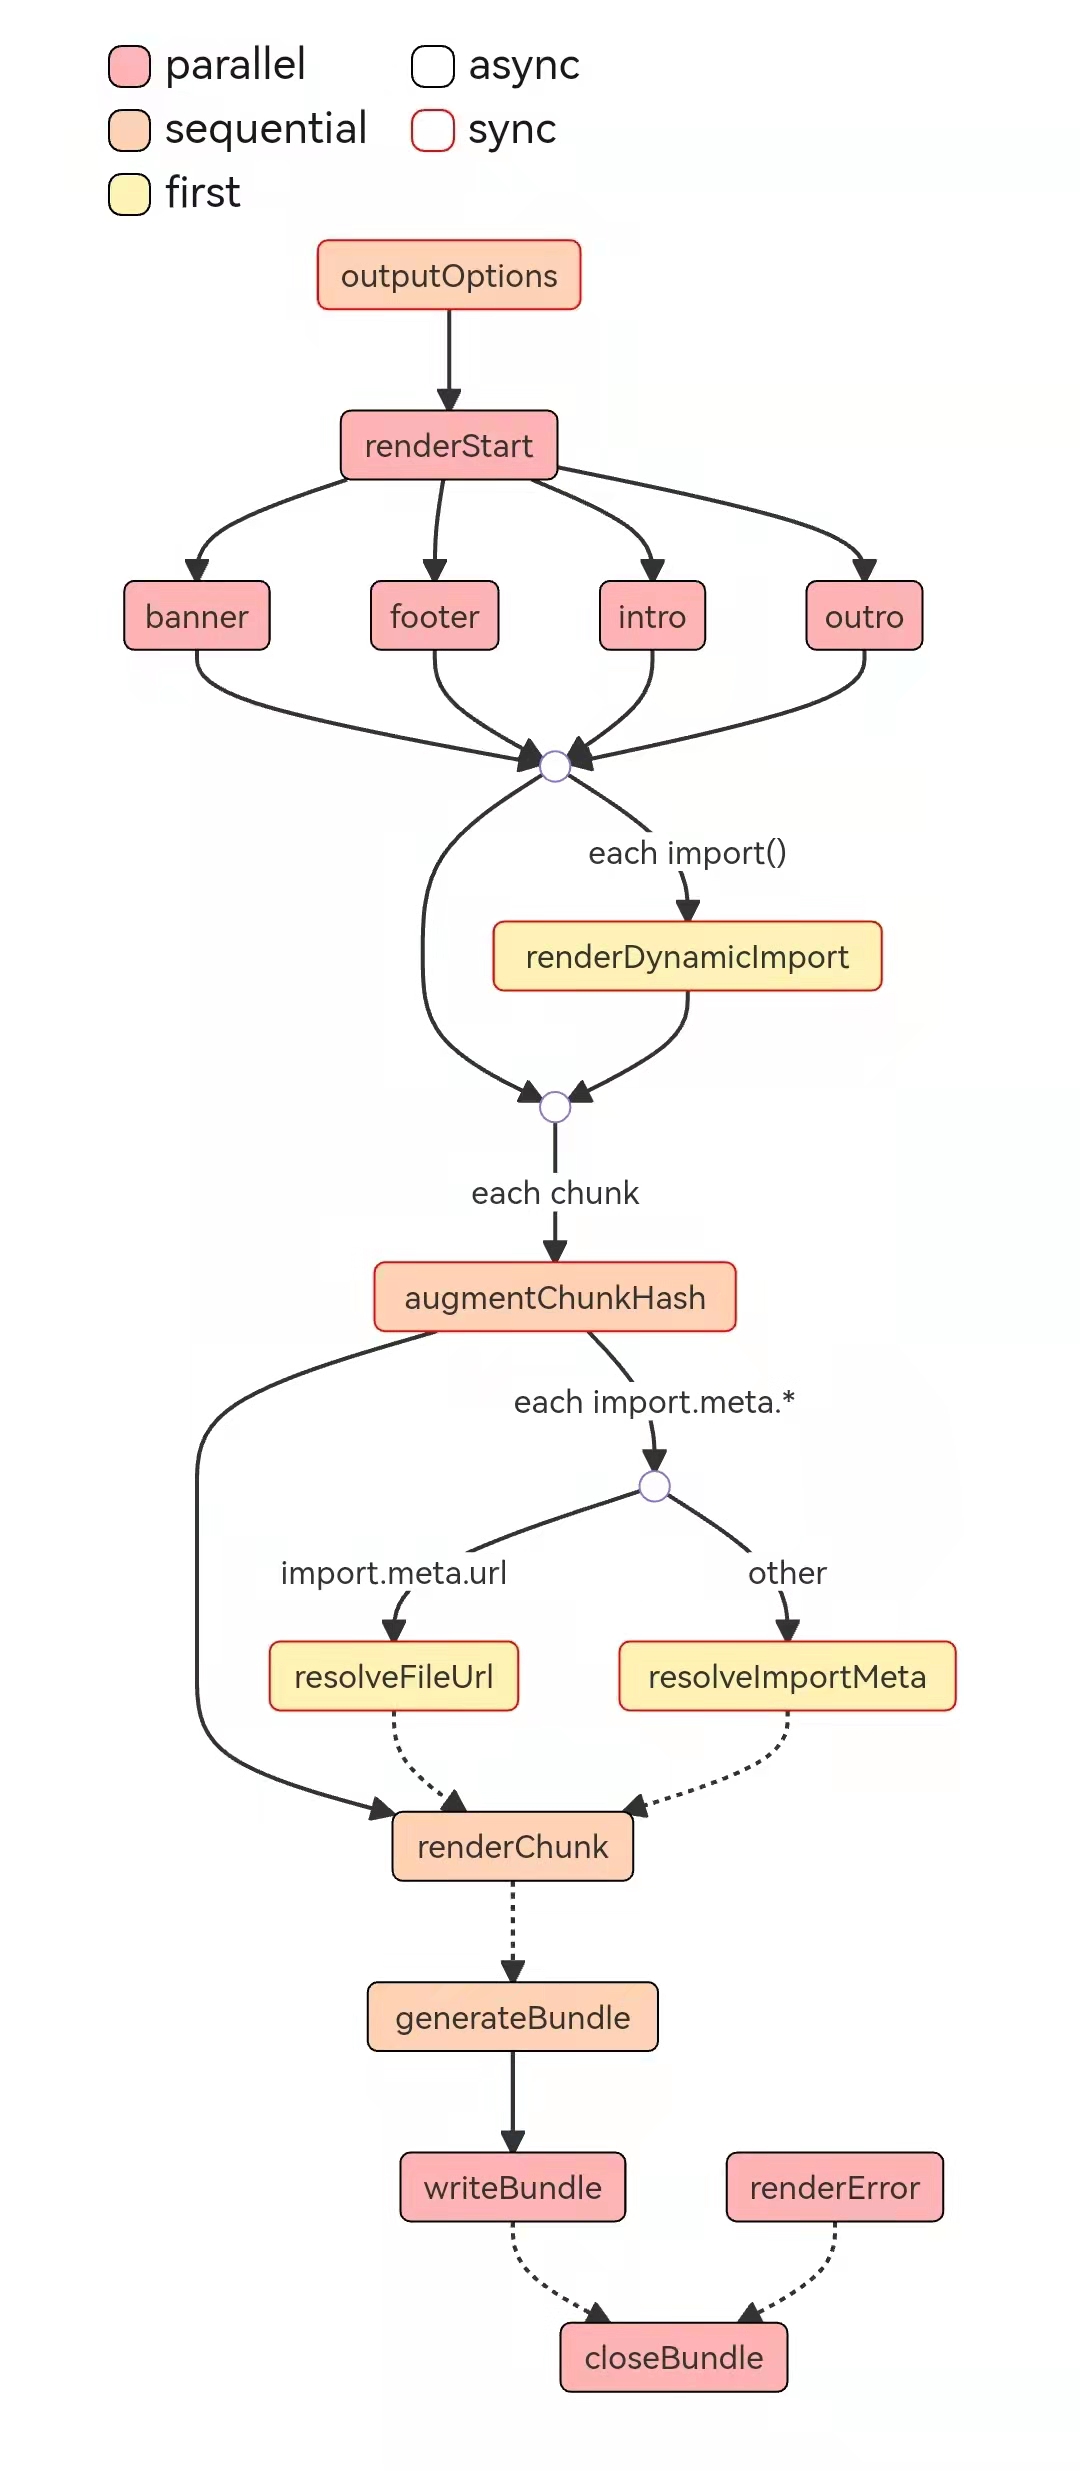 parallel
async
sequential
sync
first
outputOptions
renderStart
banner
footer
intro
outro
each import()
renderDynamicImport
each chunk
augmentChunkHash
each import.meta.*
import.meta.url
other
resolveFileUrl
resolveImportMeta
renderChunk
generateBundle
writeBundle
renderError
closeBundle